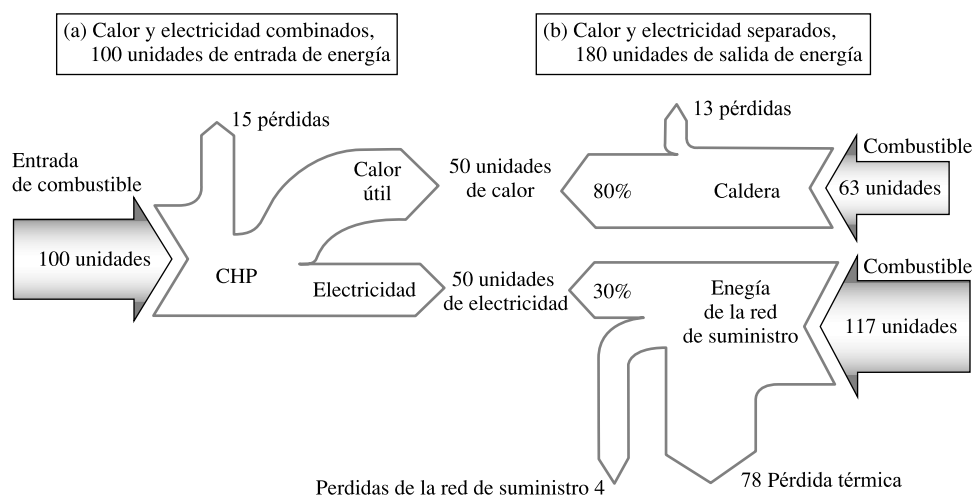 (a) Calor y electricidad combinados,
100 unidades de entrada de energía
(b) Calor y electricidad separados,
180 unidades de salida de energía
15 pérdidas
13 pérdidas
Entrada
de combustible
Calor
útil
50 unidades
de calor
80%
Caldera
Combustible
63 unidades
100 unidades
CHP
Electricidad
50 unidades
de electricidad
30%
Enegía
de la red
de suministro
Combustible
117 unidades
Perdidas de la red de suministro 4
78 Pérdida térmica